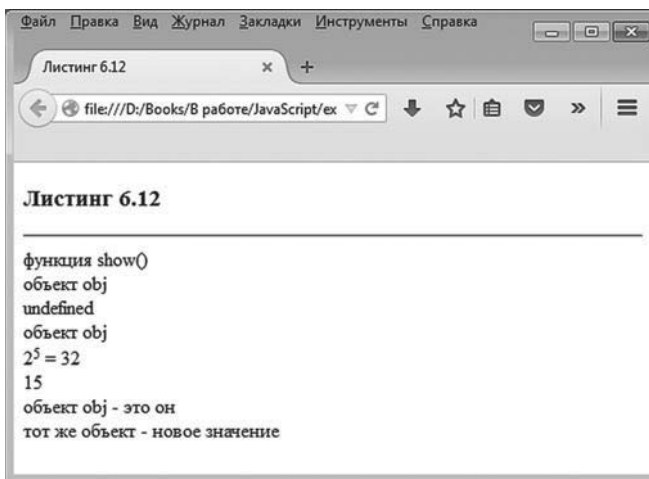 Файл Правка Вид Журнал Закладки Инструменты Справка
Листинг 6.12
file:///D:/Books/В работе/JavaScript/ex
Листинг 6.12
функция show()
объект obj
undefined
объект obj
2⁵ = 32
15
объект obj - это он
тот же объект - новое значение